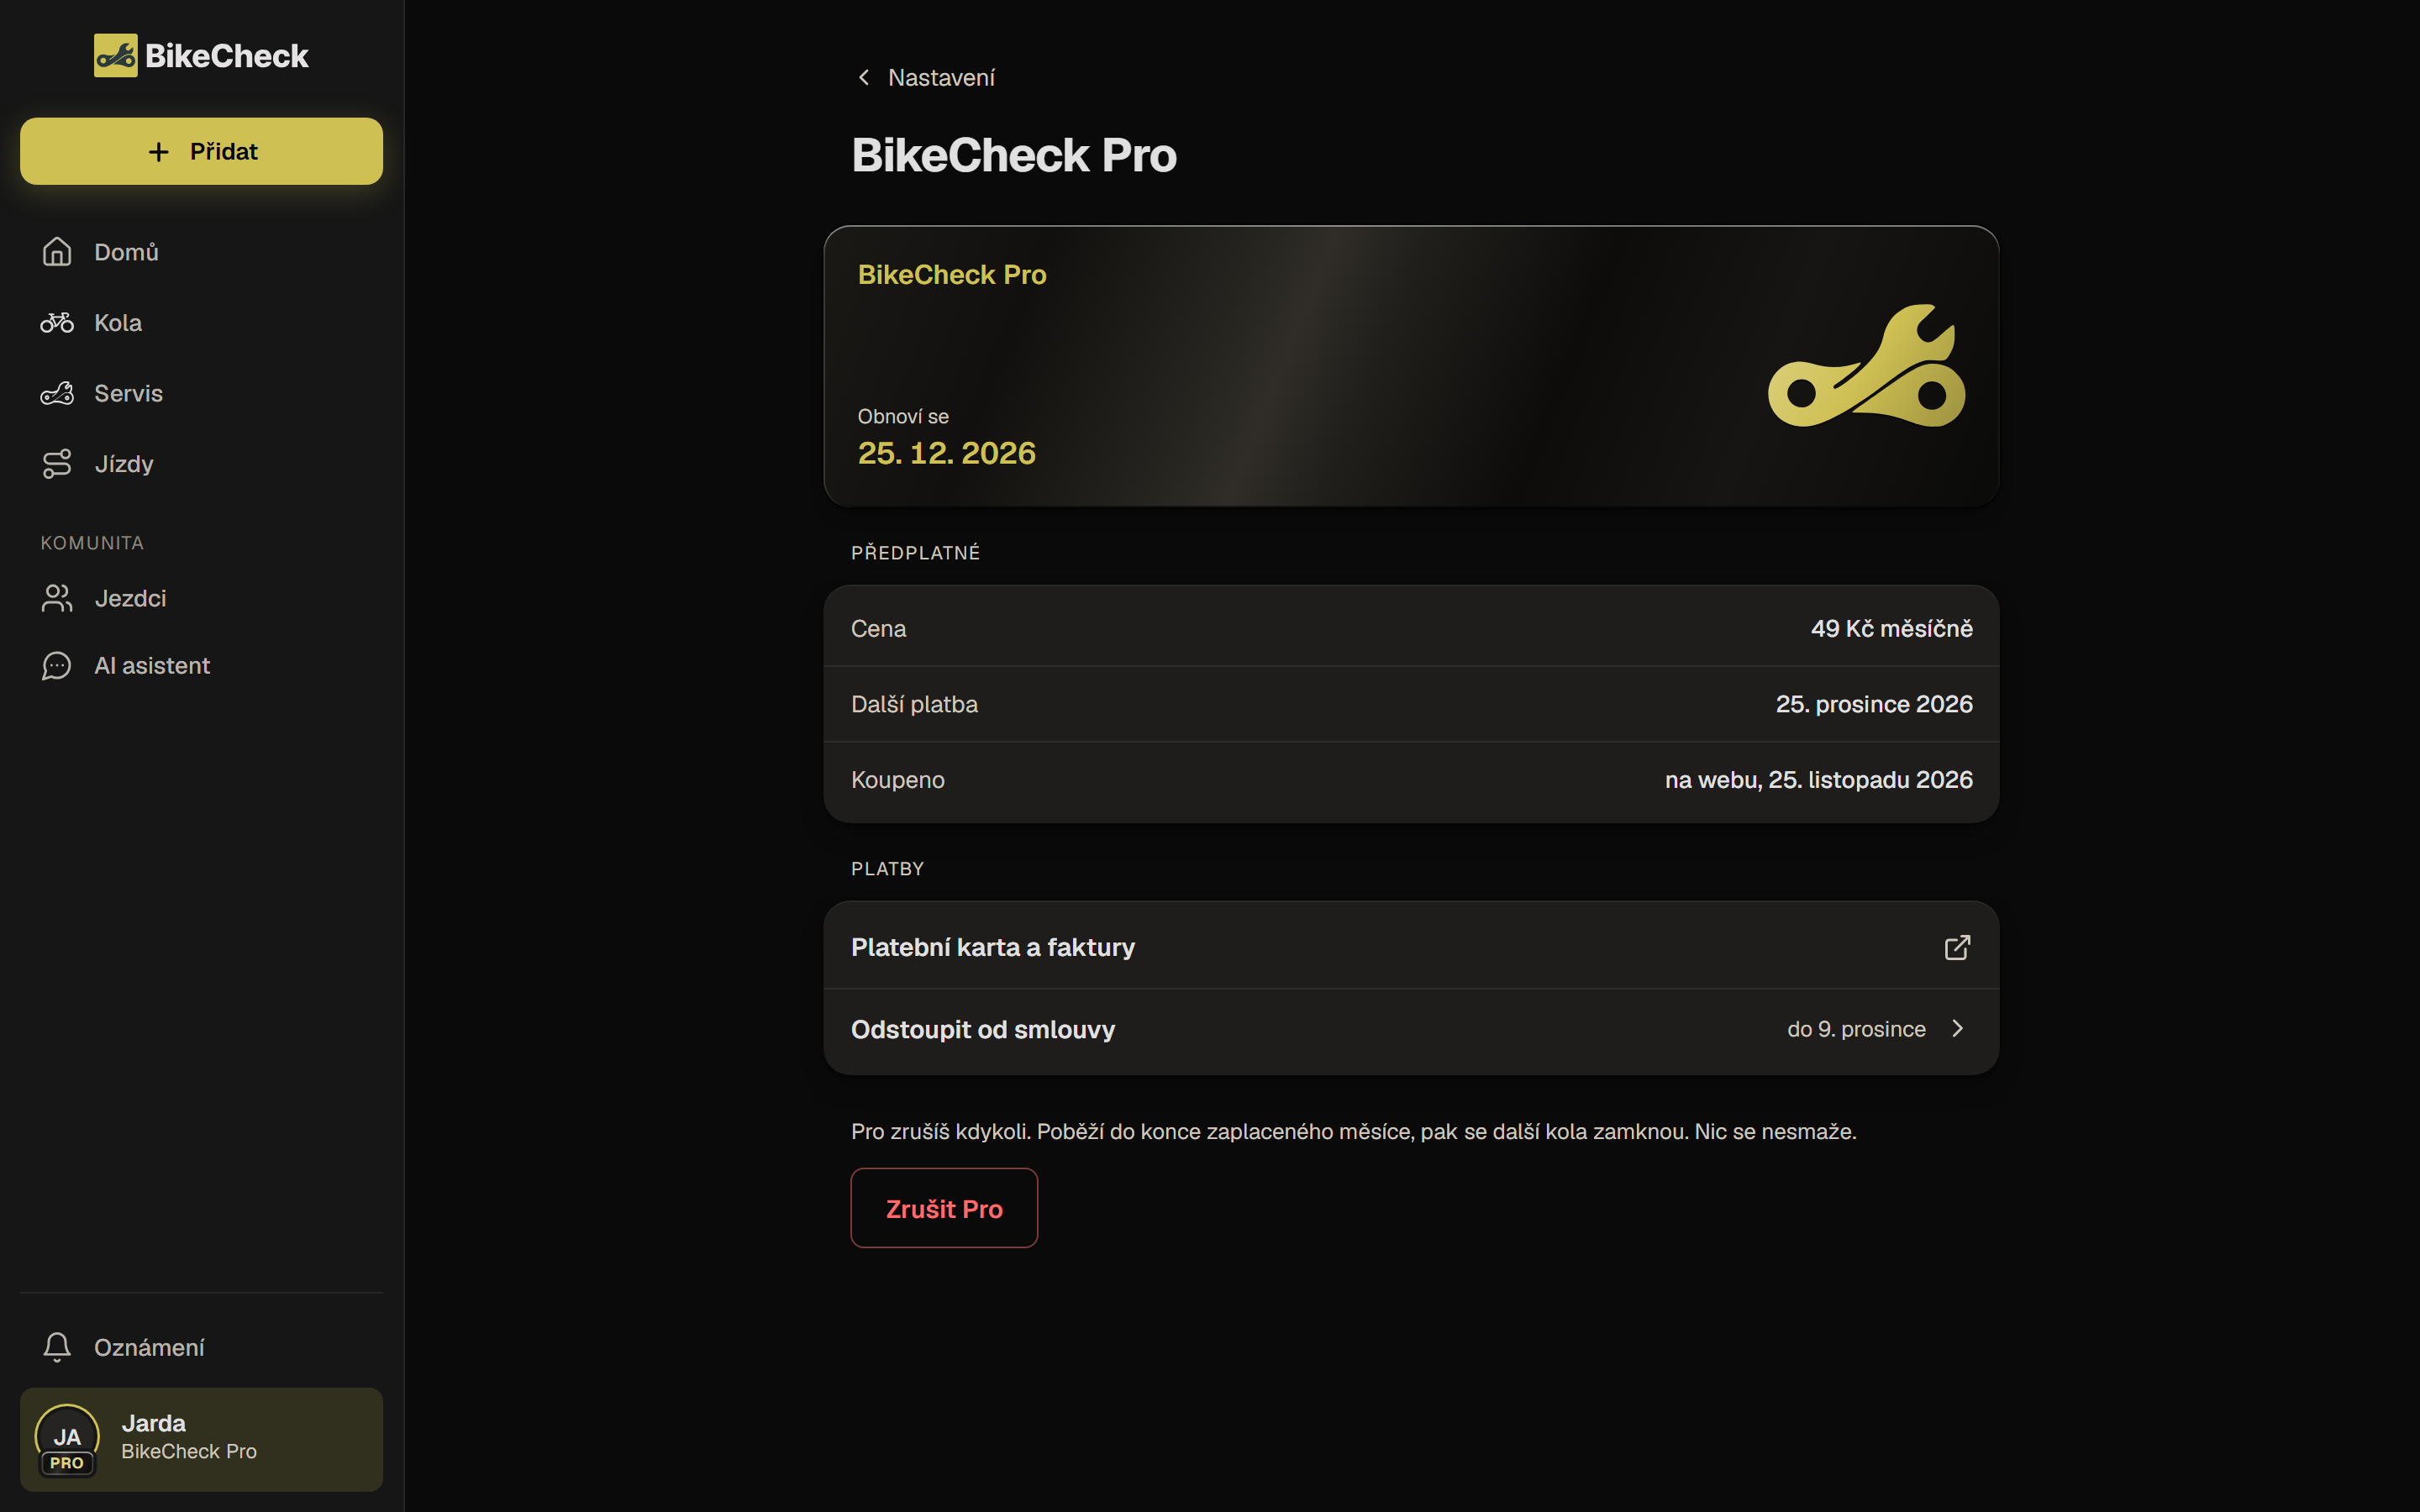 BikeCheck
Přidat
Domů
Kola
Servis
Jízdy
KOMUNITA
Jezdci
AI asistent
Oznámení
JA
PRO
Jarda
BikeCheck Pro
Nastavení
BikeCheck Pro
BikeCheck Pro
Obnoví se
25. 12. 2026
PŘEDPLATNÉ
Cena 49 Kč měsíčně
Další platba 25. prosince 2026
Koupeno na webu, 25. listopadu 2026
PLATBY
Platební karta a faktury
Odstoupit od smlouvy do 9. prosince
Pro zrušíš kdykoli. Poběží do konce zaplaceného měsíce, pak se další kola zamknou. Nic se nesmaže.
Zrušit Pro